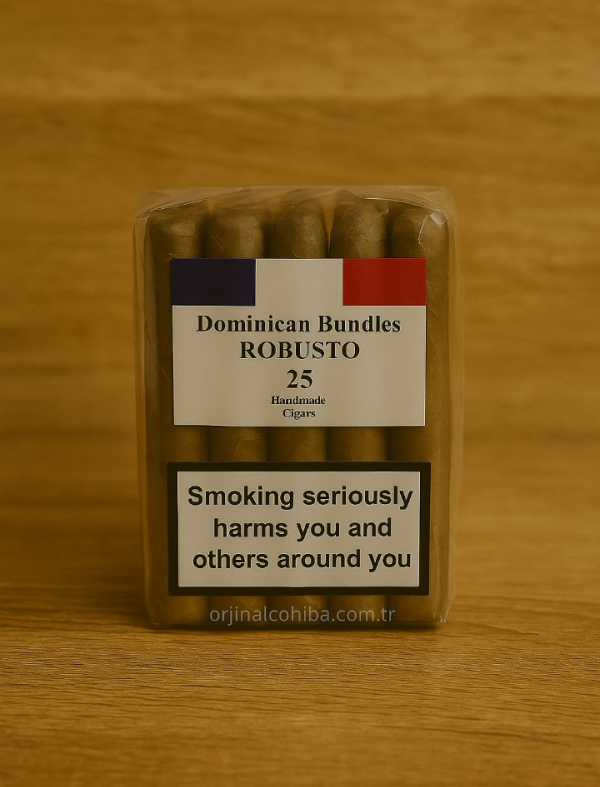 Dominican Bundles
ROBUSTO
25
Handmade
Cigars
Smoking seriously
harms you and
others around you
orjinalcohiba.com.tr